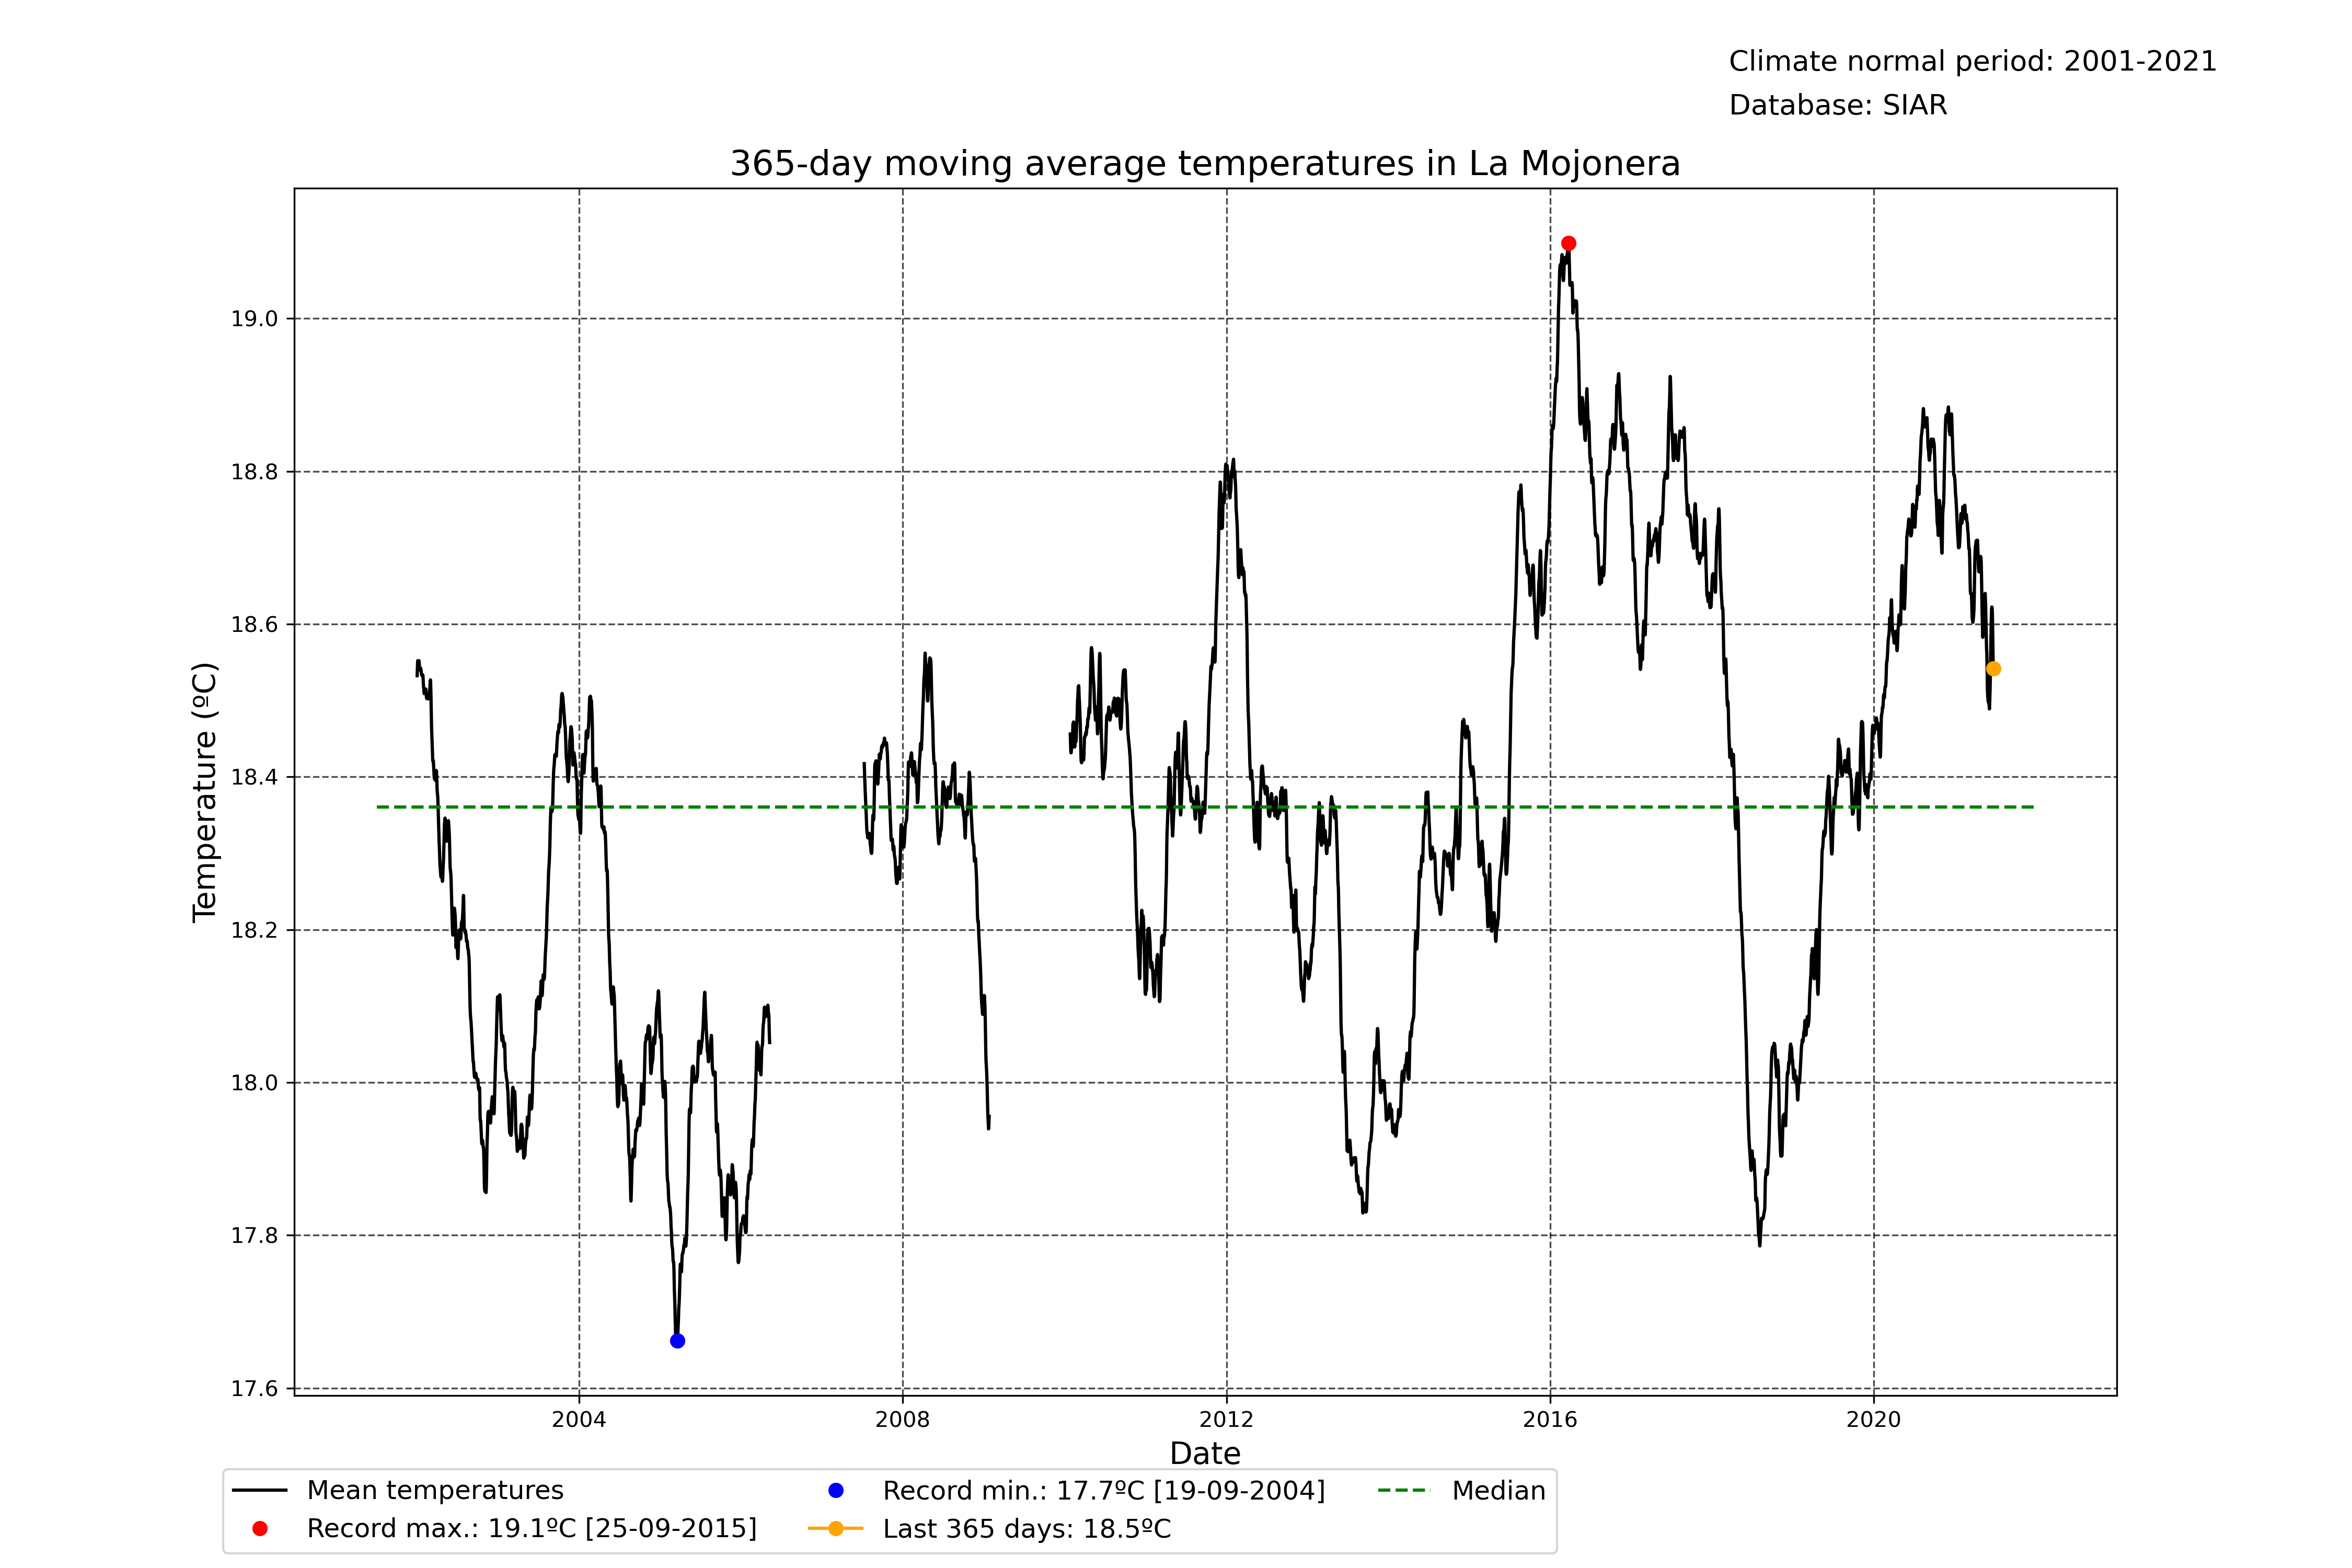 Climate normal period: 2001-2021
Database: SIAR
365-day moving average temperatures in La Mojonera
Temperature (ºC)
19.0
18.8
18.6
18.4
18.2
18.0
17.8
17.6
2004 2008 2012 2016 2020
Date
Mean temperatures
Record max.: 19.1ºC [25-09-2015]
Record min.: 17.7ºC [19-09-2004]
Last 365 days: 18.5ºC
Median